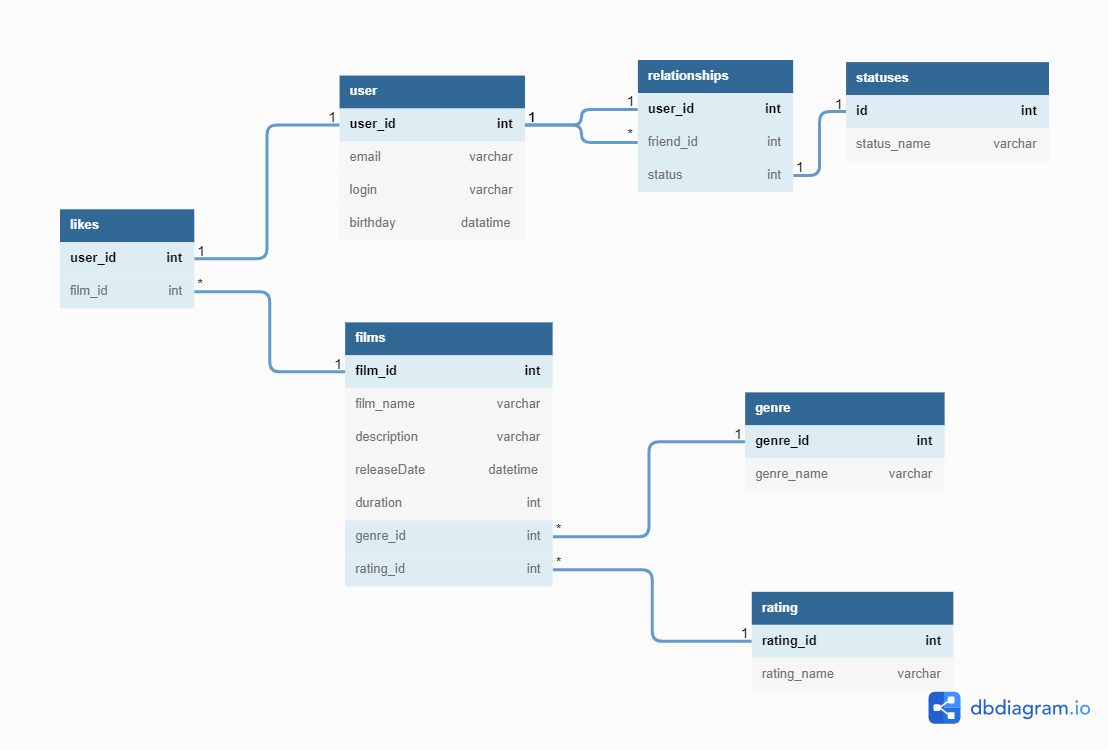 user
user_id int
email varchar
login varchar
birthday datatime
1
1
relationships
user_id int
friend_id int
status int
1
*
1
statuses
id int
status_name varchar
1
likes
user_id int
film_id int
1
*
films
film_id int
film_name varchar
description varchar
releaseDate datetime
duration int
genre_id int
rating_id int
1
*
*
genre
genre_id int
genre_name varchar
1
rating
rating_id int
rating_name varchar
1
dbdiagram.io